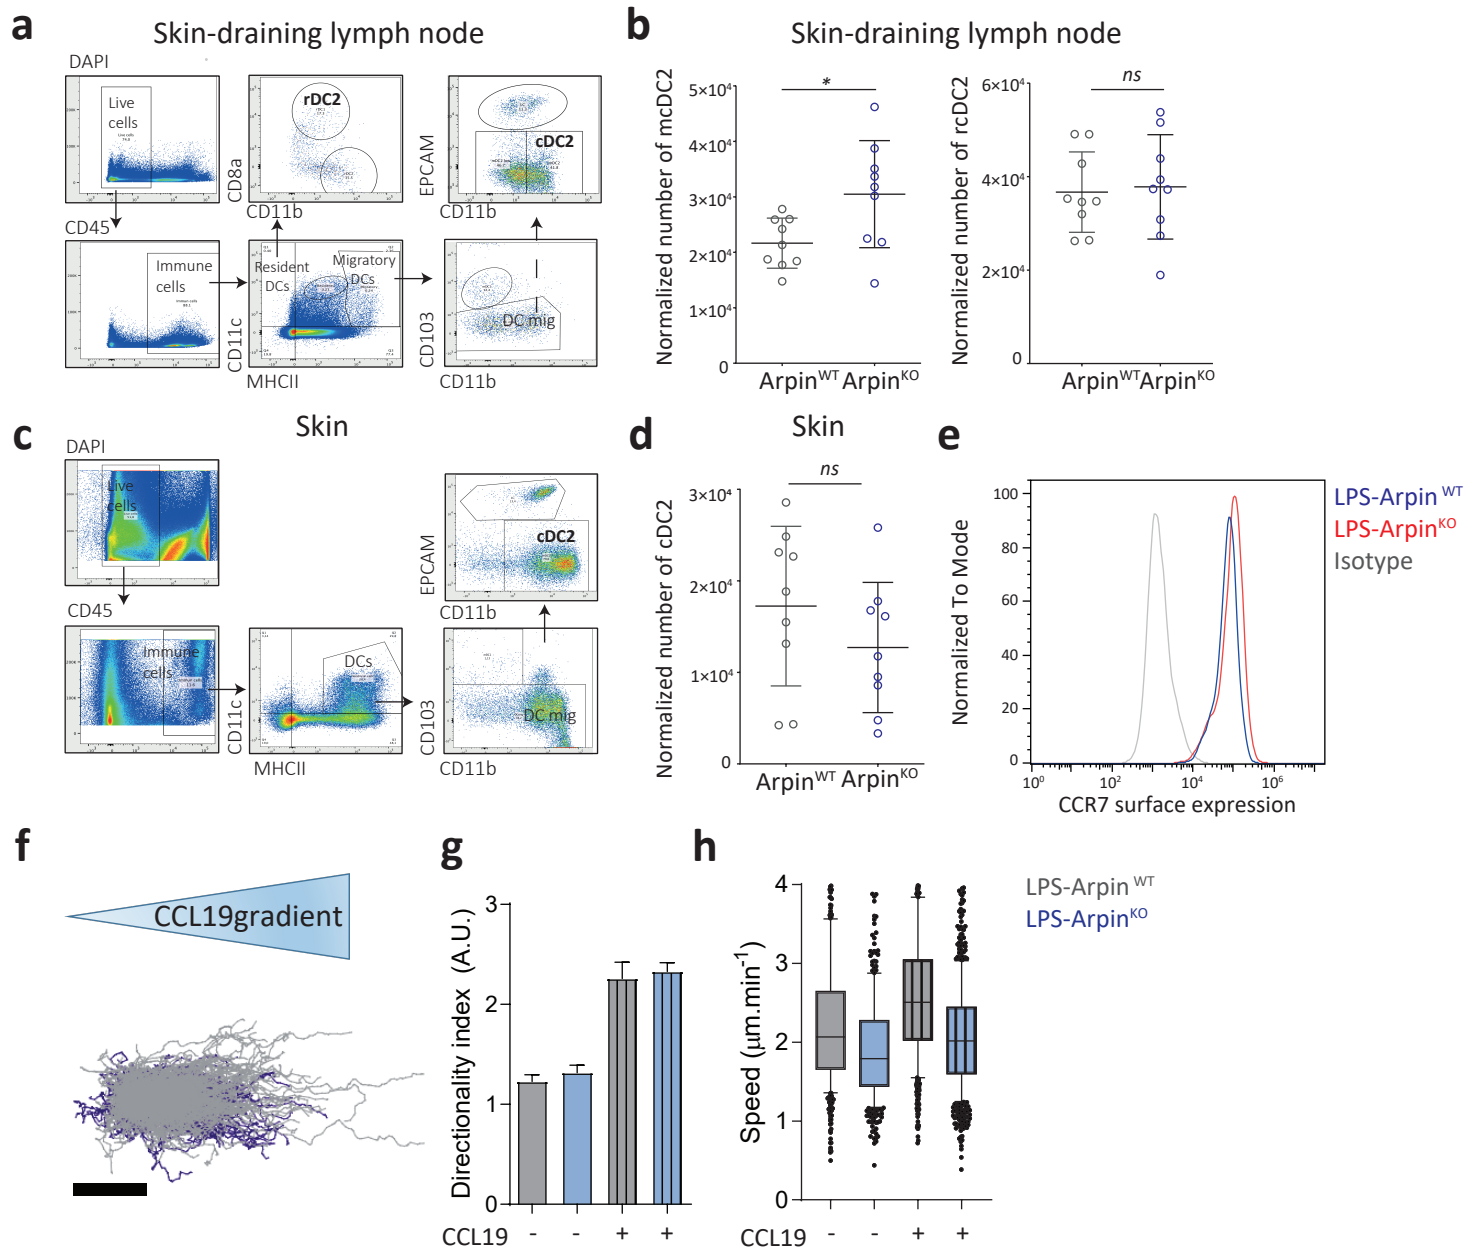 a
Skin-draining lymph node
DAPI
Live
cells
Live cells
rDC2
CD8a
CD11b
EPCAM
cDC2
CD11b
CD45
Immune
cells
Resident
DCs
Migratory
DCs
CD11c
MHCII
DC mig
CD103
CD11b
b
Skin-draining lymph node
Normalized number of mcDC2
5×10⁴
4×10⁴
3×10⁴
2×10⁴
1×10⁴
0
*
Arpin^WT Arpin^KO
Normalized number of rcDC2
6×10⁴
4×10⁴
2×10⁴
0
ns
Arpin^WT Arpin^KO
c
Skin
DAPI
Live
cells
CD45
Immune
cells
DCs
CD11c
MHCII
EPCAM
cDC2
CD11b
DC mig
CD103
CD11b
d
Skin
Normalized number of cDC2
3×10⁴
2×10⁴
1×10⁴
0
ns
Arpin^WT Arpin^KO
e
Normalized To Mode
100
80
60
40
20
0
10⁰ 10² 10⁴ 10⁶
CCR7 surface expression
LPS-Arpin^WT
LPS-Arpin^KO
Isotype
f
CCL19gradient
g
Directionality index (A.U.)
3
2
1
0
CCL19 - - + +
h
Speed (μm.min⁻¹)
4
3
2
1
0
CCL19 - - + +
LPS-Arpin^WT
LPS-Arpin^KO